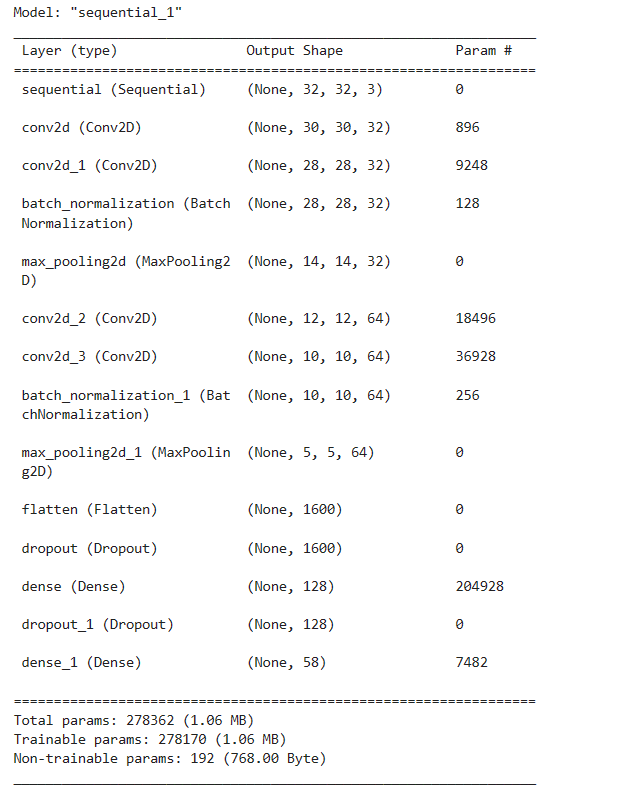 Model: "sequential_1"
Layer (type) Output Shape Param #
sequential (Sequential) (None, 32, 32, 3) 0
conv2d (Conv2D) (None, 30, 30, 32) 896
conv2d_1 (Conv2D) (None, 28, 28, 32) 9248
batch_normalization (Batch (None, 28, 28, 32) 128
Normalization)
max_pooling2d (MaxPooling2 (None, 14, 14, 32) 0
D)
conv2d_2 (Conv2D) (None, 12, 12, 64) 18496
conv2d_3 (Conv2D) (None, 10, 10, 64) 36928
batch_normalization_1 (Bat (None, 10, 10, 64) 256
chNormalization)
max_pooling2d_1 (MaxPoolin (None, 5, 5, 64) 0
g2D)
flatten (Flatten) (None, 1600) 0
dropout (Dropout) (None, 1600) 0
dense (Dense) (None, 128) 204928
dropout_1 (Dropout) (None, 128) 0
dense_1 (Dense) (None, 58) 7482
Total params: 278362 (1.06 MB)
Trainable params: 278170 (1.06 MB)
Non-trainable params: 192 (768.00 Byte)